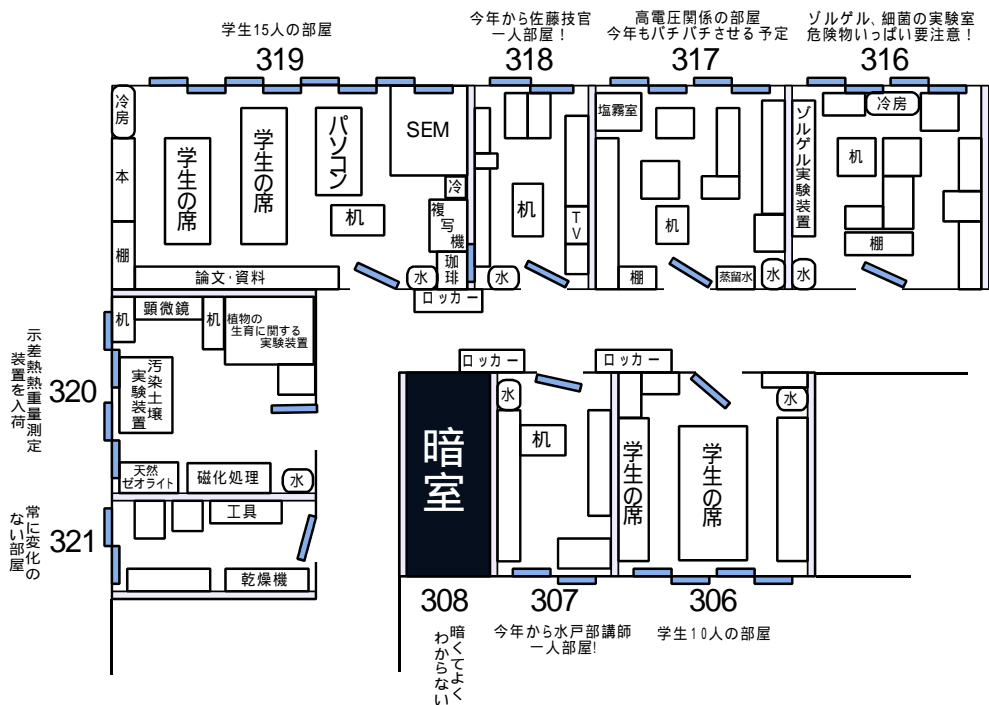 学生15人の部屋
319
今年から佐藤技官
一人部屋！
318
高電圧関係の部屋
今年もバチバチさせる予定
317
ゾルゲル、細菌の実験室
危険物いっぱい要注意！
316
冷房
本
棚
学生の席
学生の席
パソコン
机
SEM
冷
複写機
珈琲
水
論文・資料
ロッカー
机
TV
水
塩霧室
机
棚
蒸留水
水
ゾルゲル実験装置
冷房
机
棚
水
示差熱熱重量測定
装置を入荷
320
机
顕微鏡
机
植物の
生育に関する
実験装置
汚染土壌
実験装置
天然
ゼオライト
磁化処理
水
常に変化の
ない部屋
321
工具
乾燥機
ロッカー
ロッカー
暗室
308
暗くてよく
わからない
水
机
307
今年から水戸部講師
一人部屋!
学生の席
学生の席
水
306
学生10人の部屋